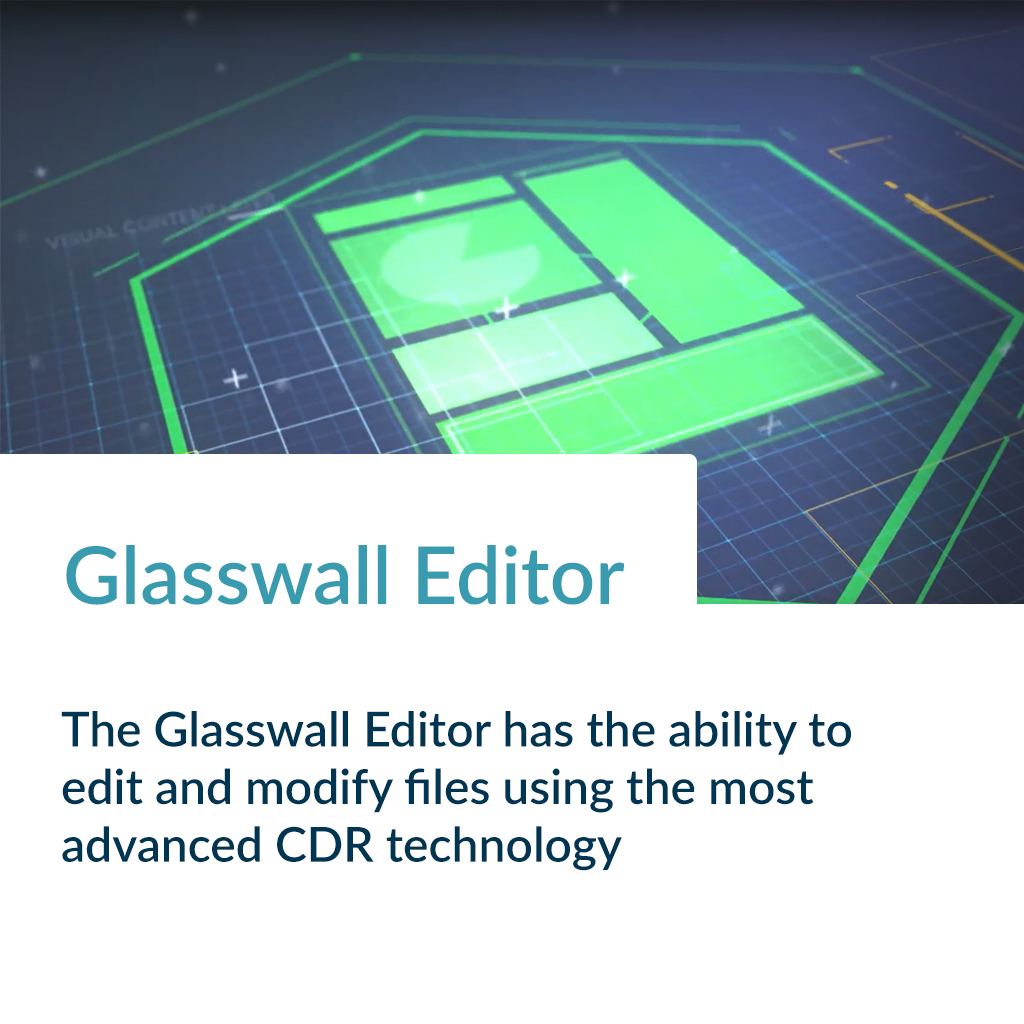 VISUAL CONTENT LAYER
Glasswall Editor
The Glasswall Editor has the ability to
edit and modify files using the most
advanced CDR technology